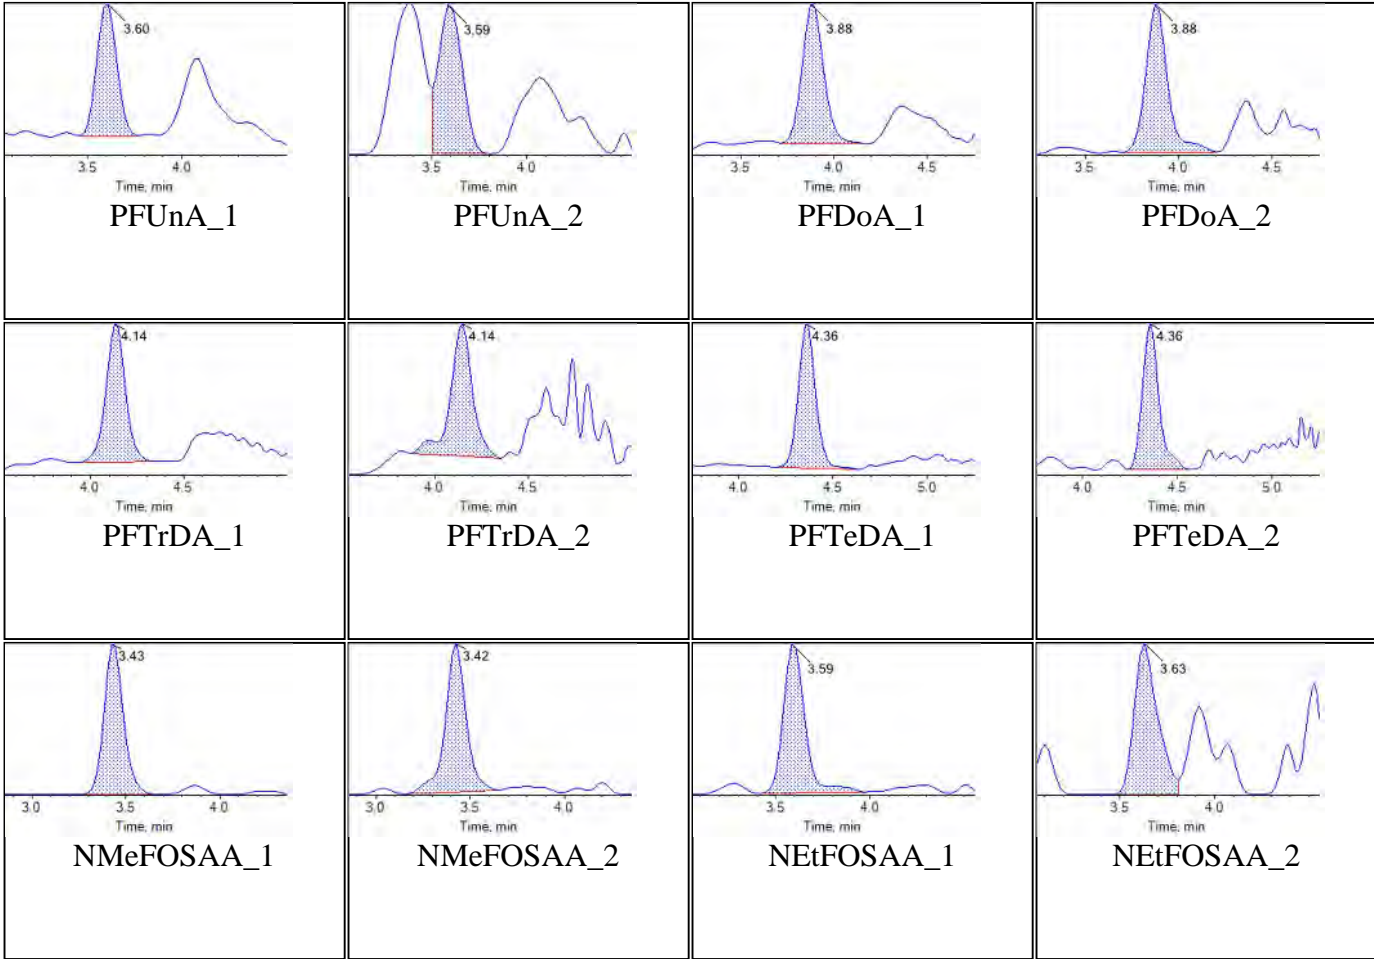 3.60
3.5 4.0
Time, min
PFUnA_1
3.59
3.5 4.0
Time, min
PFUnA_2
3.88
3.5 4.0 4.5
Time, min
PFDoA_1
3.88
3.5 4.0 4.5
Time, min
PFDoA_2
4.14
4.0 4.5
Time, min
PFTrDA_1
4.14
4.0 4.5
Time, min
PFTrDA_2
4.36
4.0 4.5 5.0
Time, min
PFTeDA_1
4.36
4.0 4.5 5.0
Time, min
PFTeDA_2
3.43
3.0 3.5 4.0
Time, min
NMeFOSAA_1
3.42
3.0 3.5 4.0
Time, min
NMeFOSAA_2
3.59
3.5 4.0
Time, min
NEtFOSAA_1
3.63
3.5 4.0
Time, min
NEtFOSAA_2